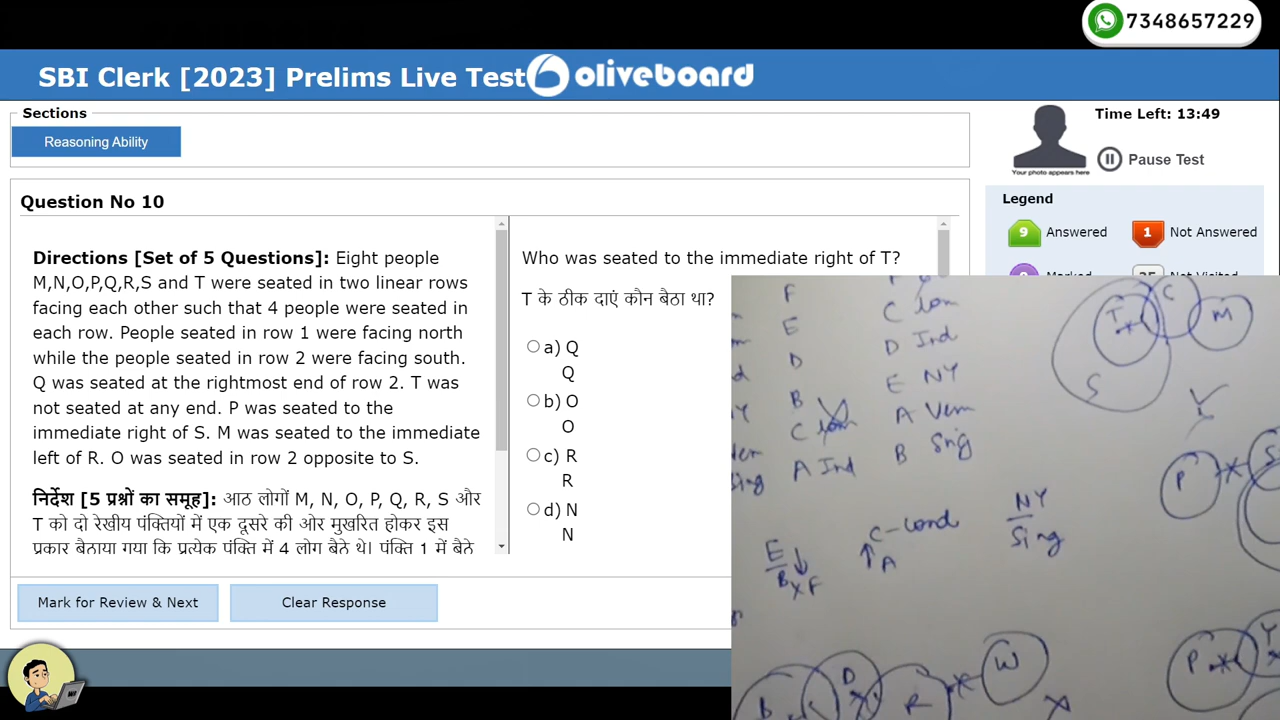 7348657229
SBI Clerk [2023] Prelims Live Test oliveboard
Sections
Reasoning Ability
Time Left: 13:49
Your photo appears here
Pause Test
Question No 10
Legend
9 Answered
1 Not Answered
Directions [Set of 5 Questions]: Eight people
M,N,O,P,Q,R,S and T were seated in two linear rows
facing each other such that 4 people were seated in
each row. People seated in row 1 were facing north
while the people seated in row 2 were facing south.
Q was seated at the rightmost end of row 2. T was
not seated at any end. P was seated to the
immediate right of S. M was seated to the immediate
left of R. O was seated in row 2 opposite to S.
निर्देश [5 प्रश्नों का समूह]: आठ लोगों M, N, O, P, Q, R, S और
T को दो रेखीय पंक्तियों में एक दूसरे की ओर मुखरित होकर इस
प्रकार बैठाया गया कि प्रत्येक पंक्ति में 4 लोग बैठे थे। पंक्ति 1 में बैठे
Who was seated to the immediate right of T?
T के ठीक दाएं कौन बैठा था?
a) Q
Q
b) O
O
c) R
R
d) N
N
Mark for Review & Next
Clear Response
F
E
D
B
C
A Ind
C lon
D Ind
E NY
A Vem
B Sing
T C M
S
P S
E
B F
C-Lond
A
NY
Sing
B D R W
P Y